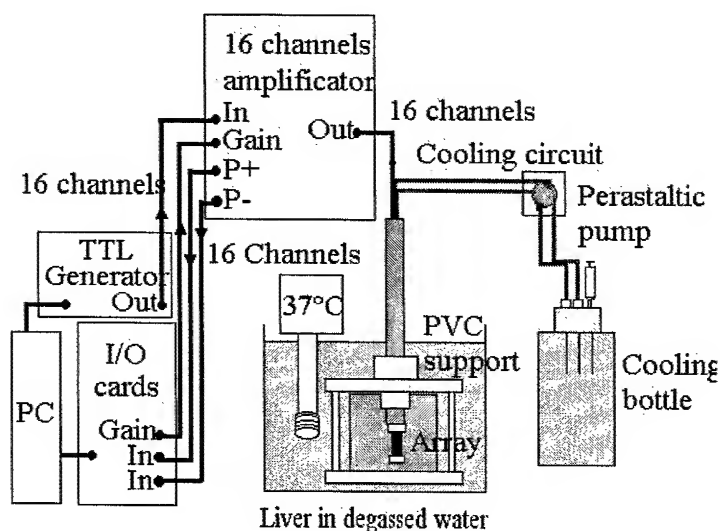 16 channels
amplificator
In
Gain
P+
P-
Out
16 channels
Cooling circuit
Perastaltic
pump
16 channels
TTL
Generator
Out
16 Channels
37°C
PVC
support
I/O
cards
PC
Gain
In
In
Array
Cooling
bottle
Liver in degassed water